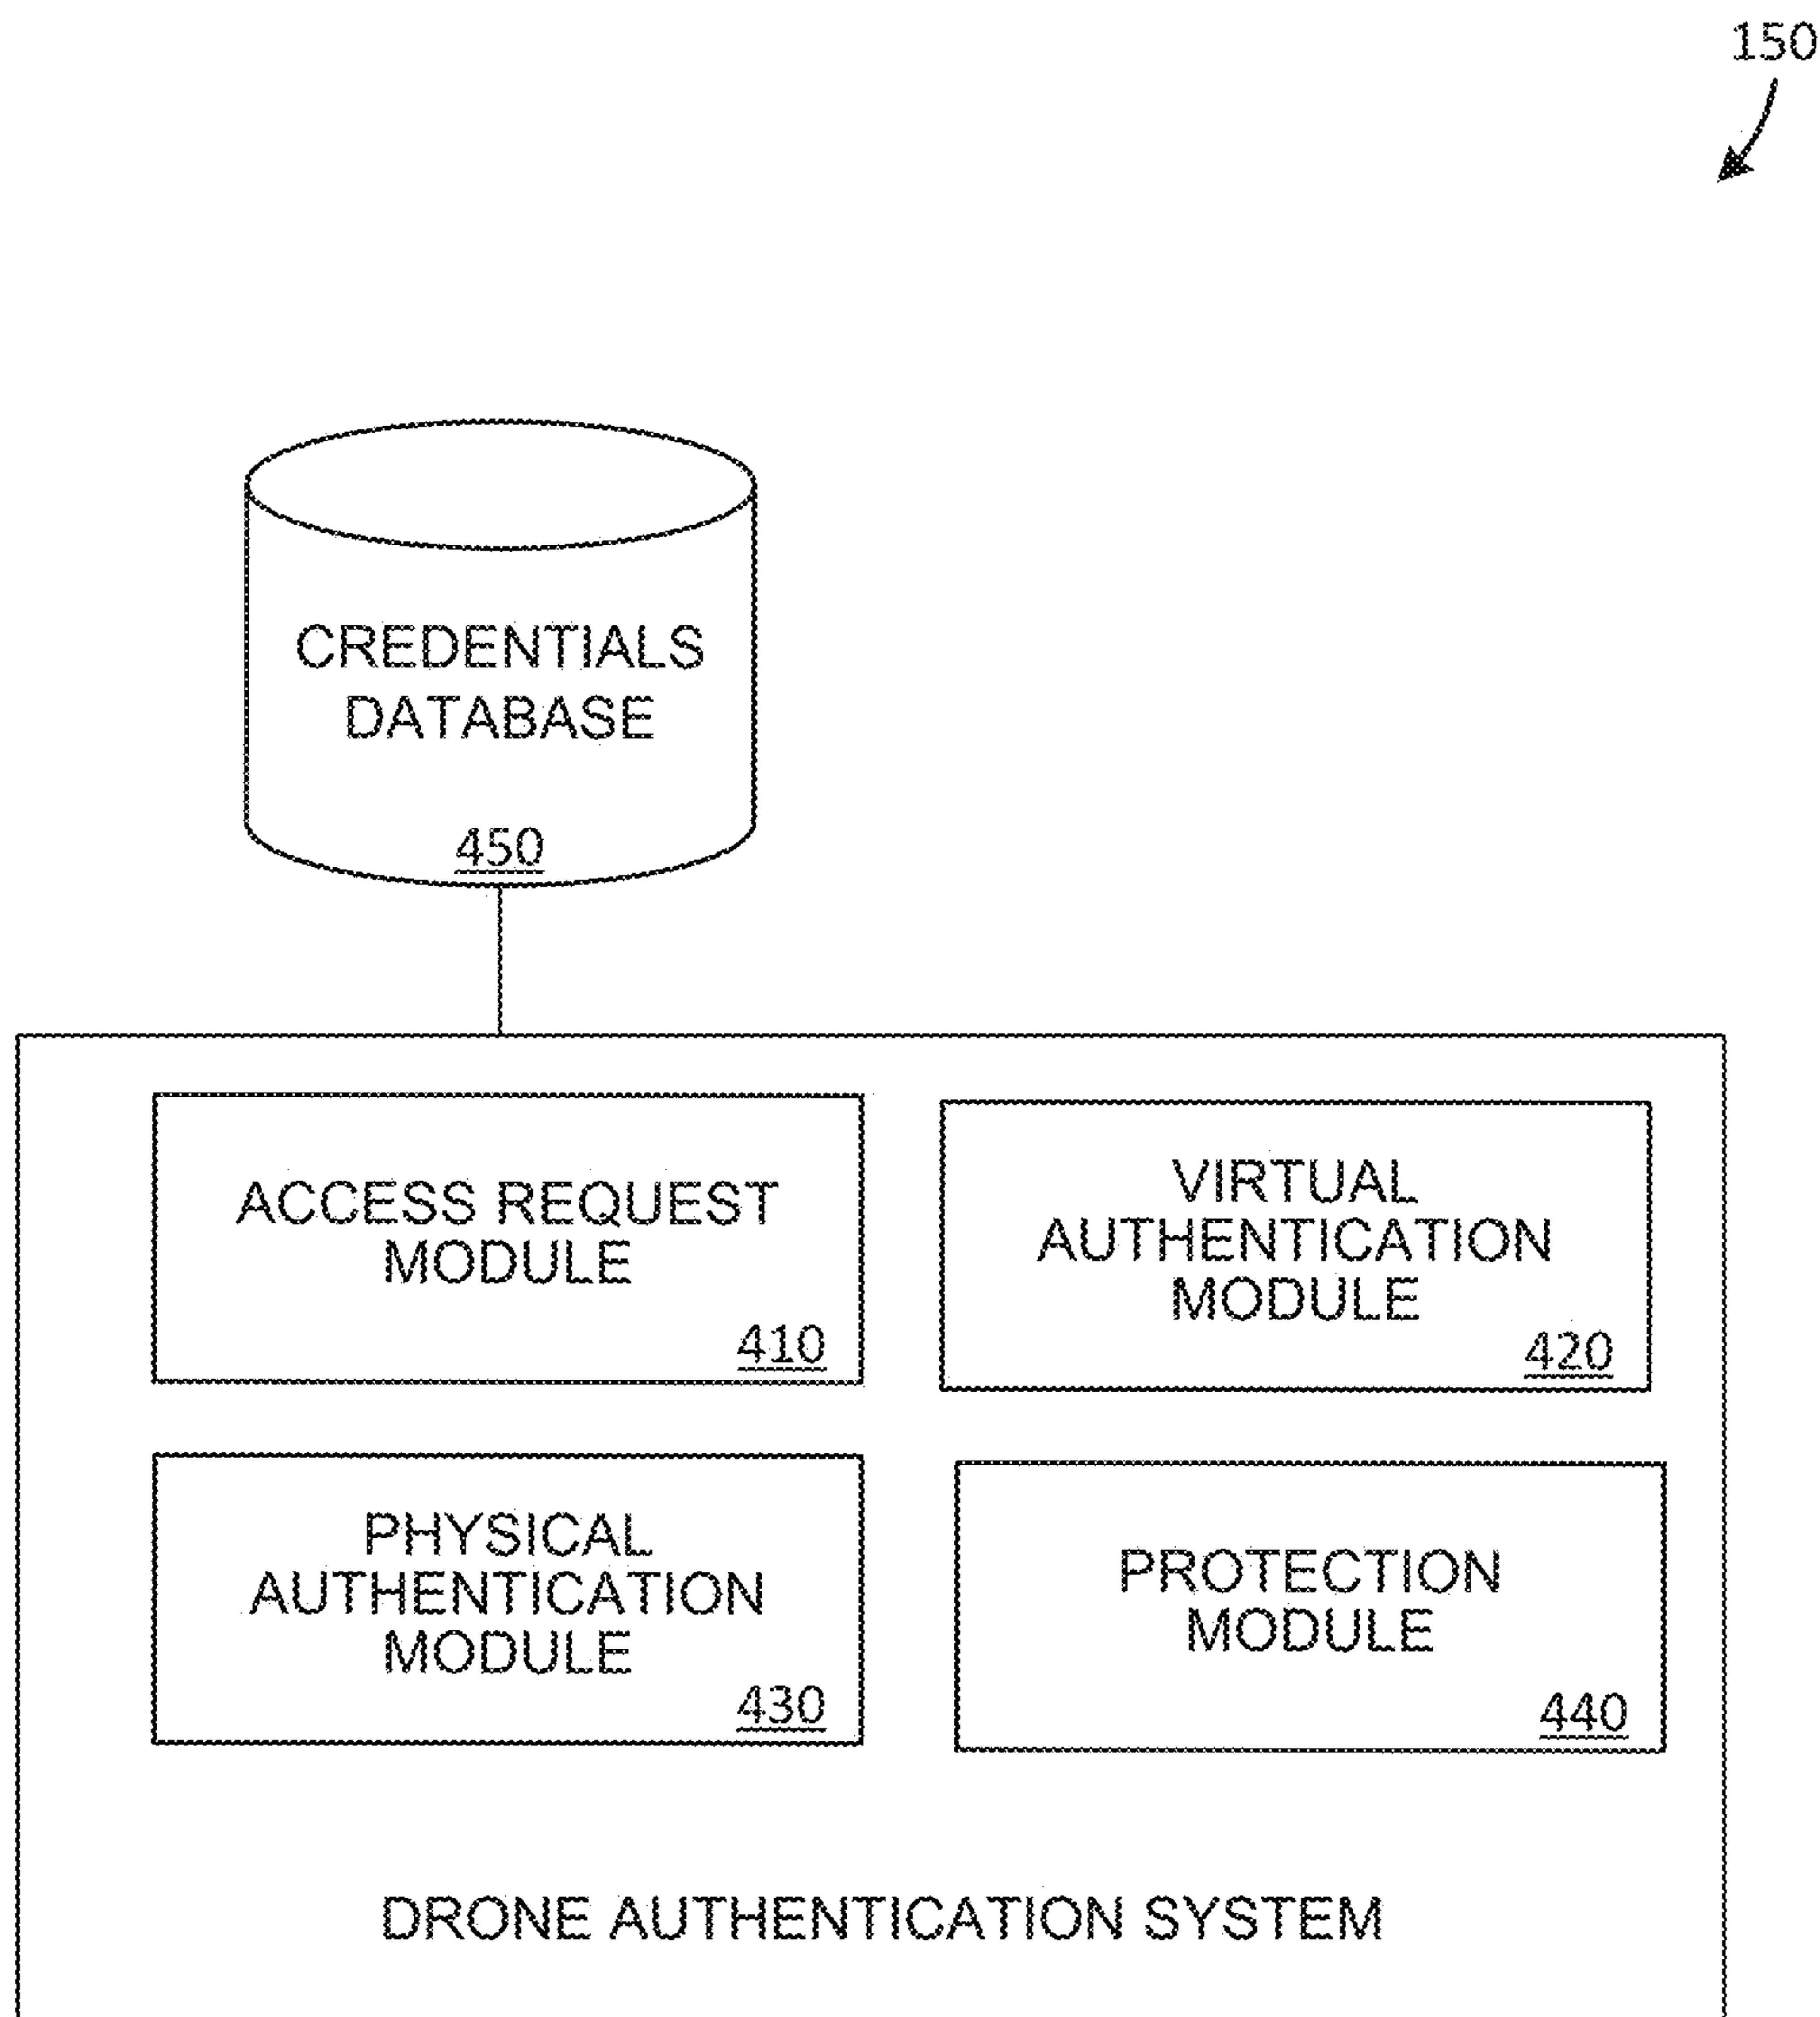 150
CREDENTIALS
DATABASE
450
ACCESS REQUEST
MODULE
410
VIRTUAL
AUTHENTICATION
MODULE
420
PHYSICAL
AUTHENTICATION
MODULE
430
PROTECTION
MODULE
440
DRONE AUTHENTICATION SYSTEM